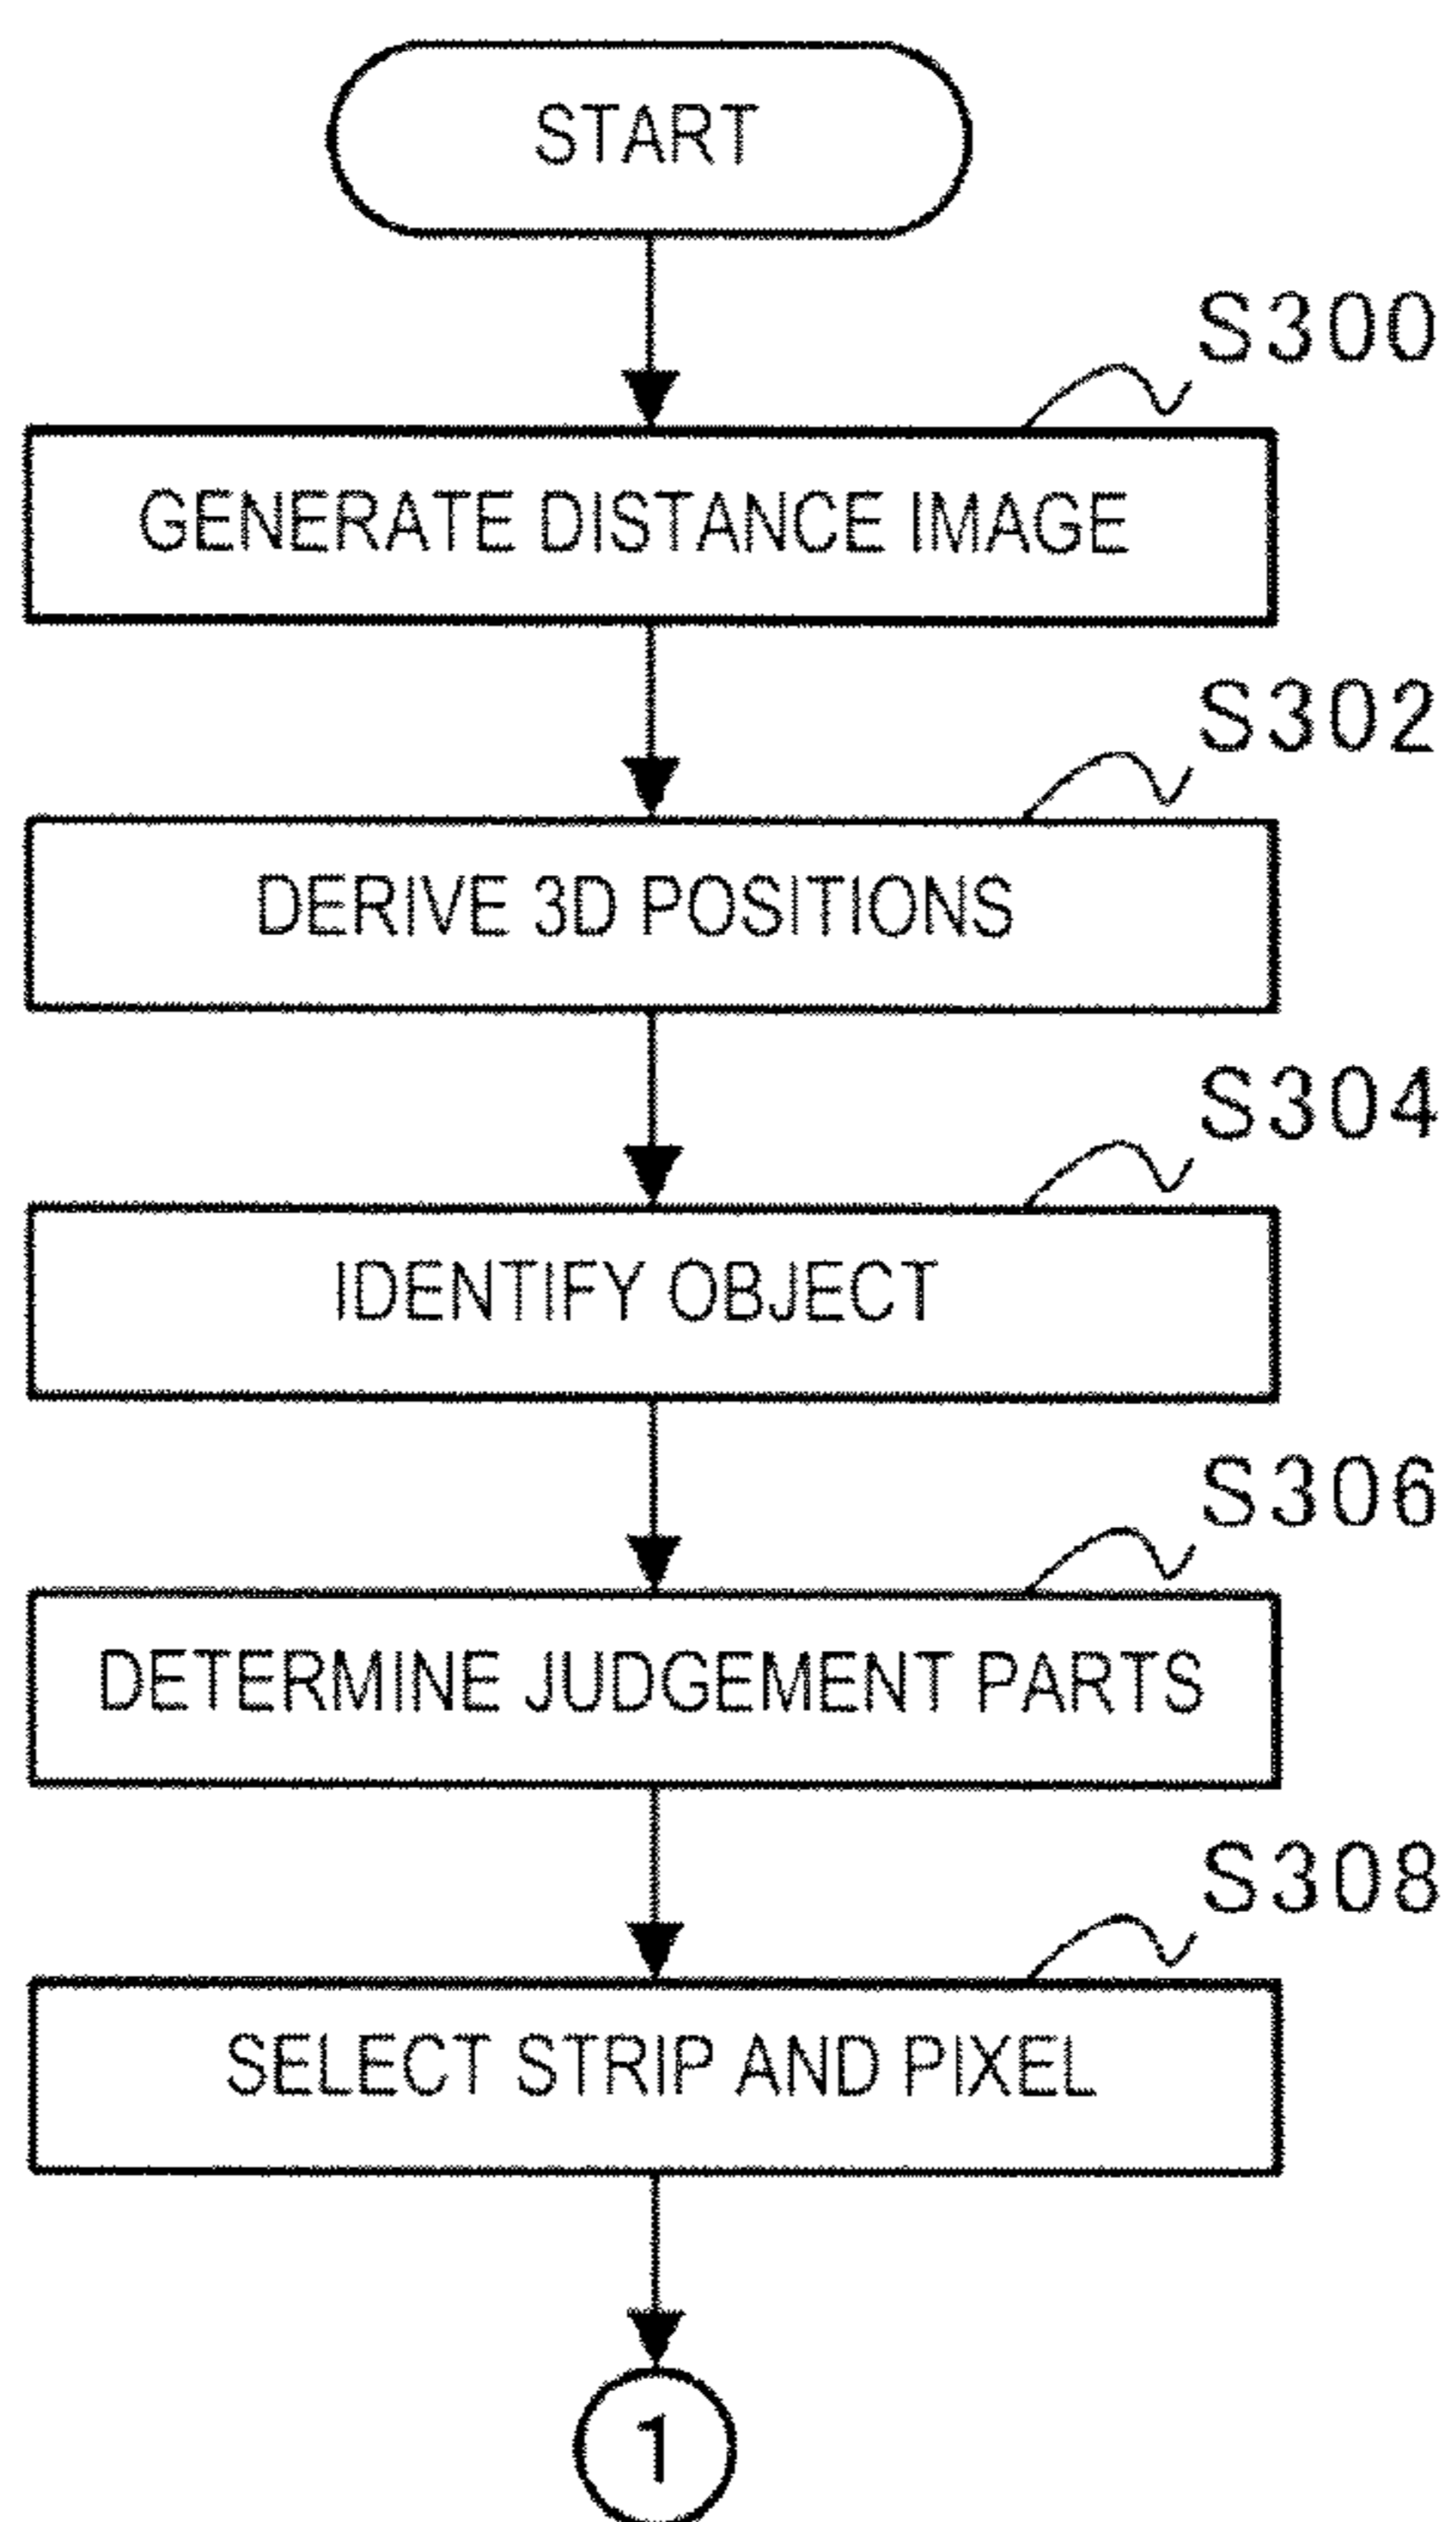 START
S300
GENERATE DISTANCE IMAGE
S302
DERIVE 3D POSITIONS
S304
IDENTIFY OBJECT
S306
DETERMINE JUDGEMENT PARTS
S308
SELECT STRIP AND PIXEL
1